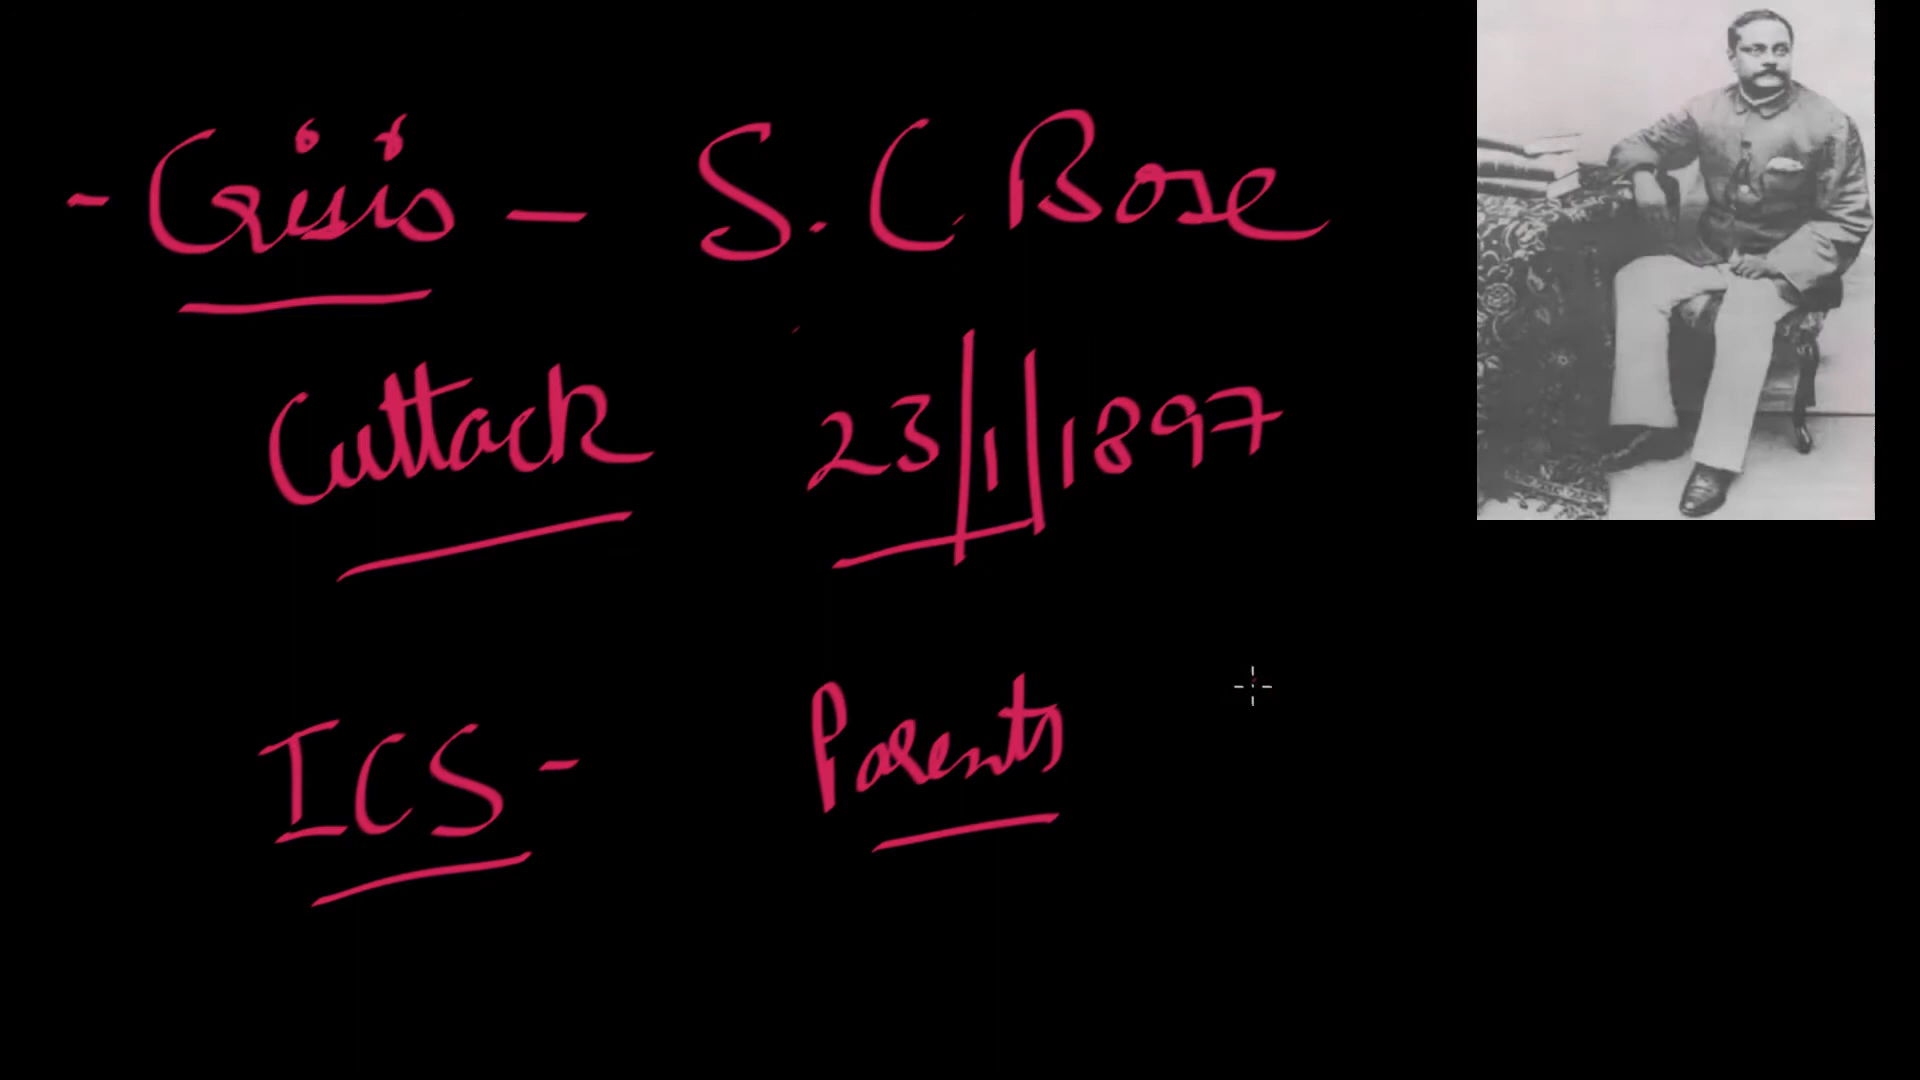 - Crisis - S. C. Bose
Cuttack 23/1/1897
ICS - Parents